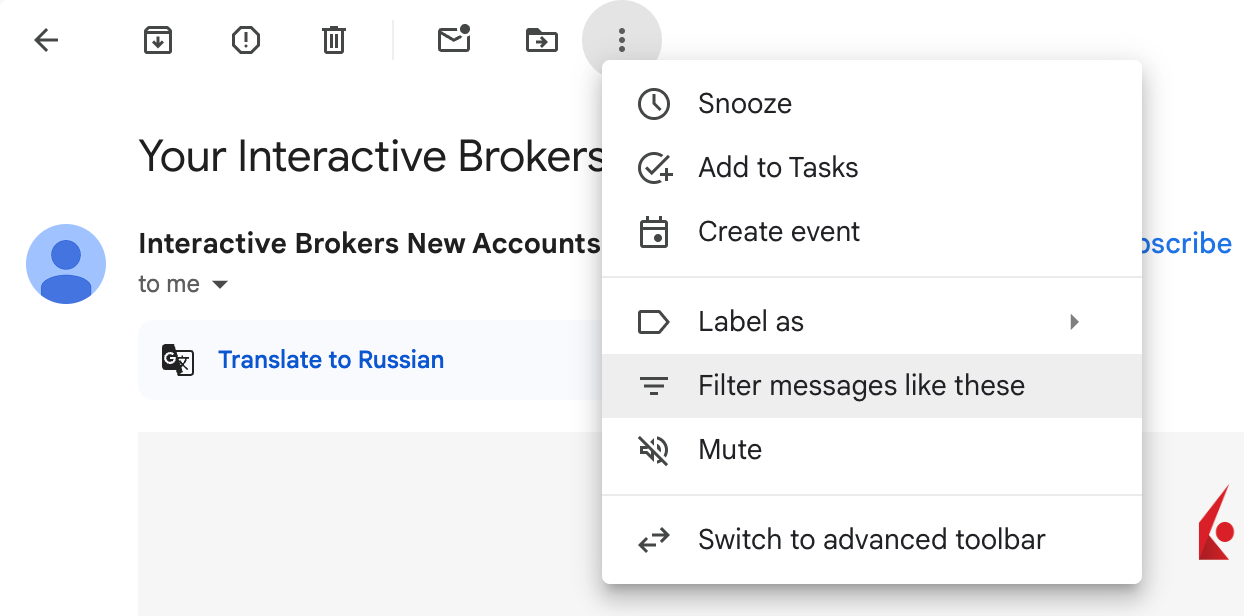 Snooze
Your Interactive Brokers
Add to Tasks
Interactive Brokers New Accounts
Create event
to me
Label as
Translate to Russian
Filter messages like these
Mute
Switch to advanced toolbar